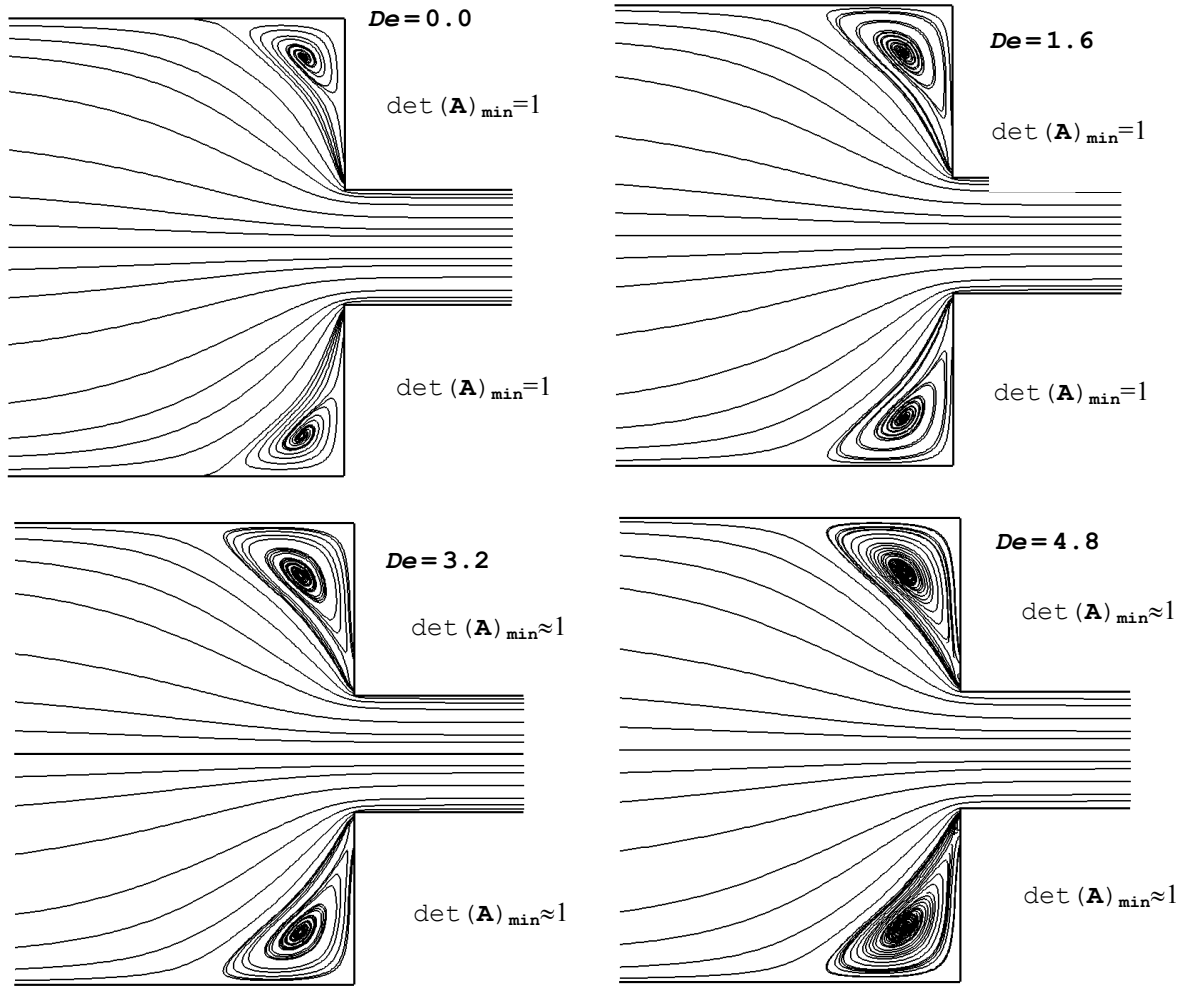 De=0.0
det(A)min=1
det(A)min=1
De=1.6
det(A)min=1
det(A)min=1
De=3.2
det(A)min≈1
det(A)min≈1
De=4.8
det(A)min≈1
det(A)min≈1